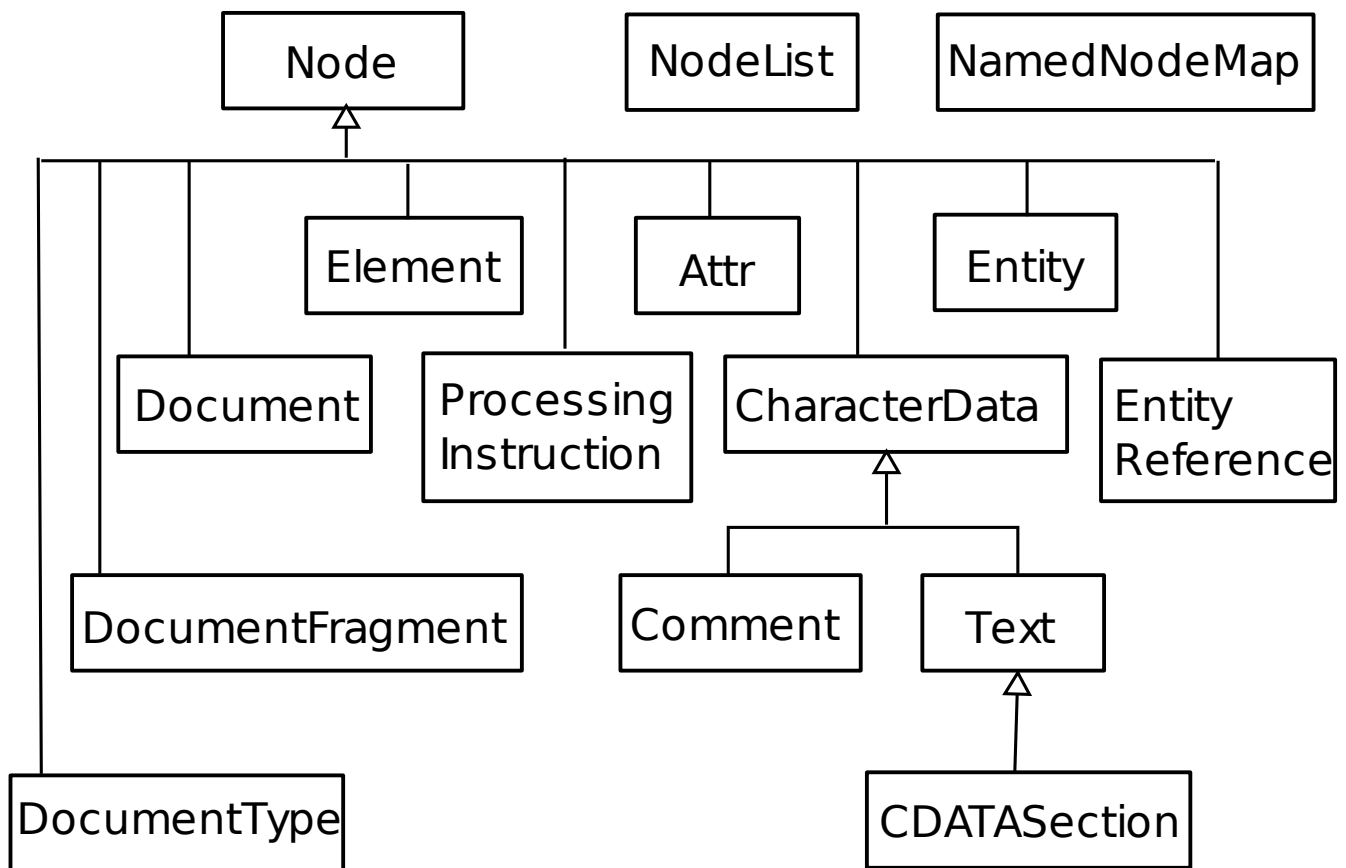 Node
NodeList
NamedNodeMap
Element
Attr
Entity
Document
Processing
Instruction
CharacterData
Entity
Reference
DocumentFragment
Comment
Text
DocumentType
CDATASection